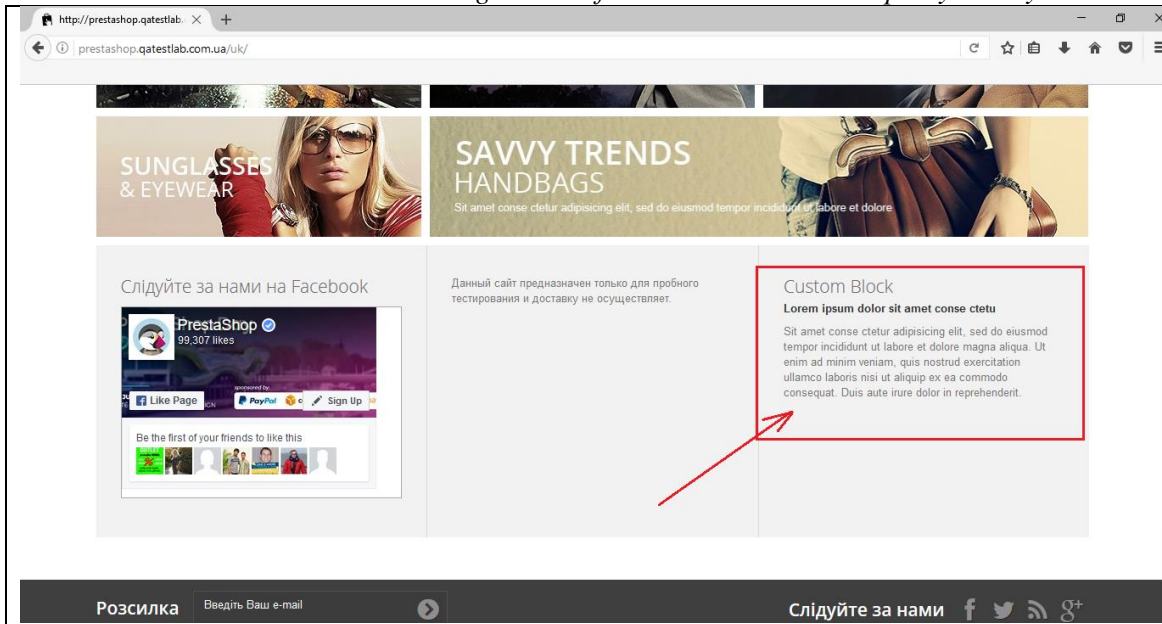 http://prestashop.qatestlab.
prestashop.qatestlab.com.ua/uk/
SUNGLASSES
& EYEWEAR
SAVVY TRENDS
HANDBAGS
Sit amet conse ctetur adipisicing elit, sed do eiusmod tempor incididunt ut labore et dolore
Слідуйте за нами на Facebook
PrestaShop
99,307 likes
sponsored by
Like Page
PayPal
Sign Up
Be the first of your friends to like this
Данный сайт предназначен только для пробного
тестирования и доставку не осуществляет.
Custom Block
Lorem ipsum dolor sit amet conse ctetu
Sit amet conse ctetur adipisicing elit, sed do eiusmod
tempor incididunt ut labore et dolore magna aliqua. Ut
enim ad minim veniam, quis nostrud exercitation
ullamco laboris nisi ut aliquip ex ea commodo
consequat. Duis aute irure dolor in reprehenderit.
Розсилка
Введіть Ваш e-mail
Слідуйте за нами